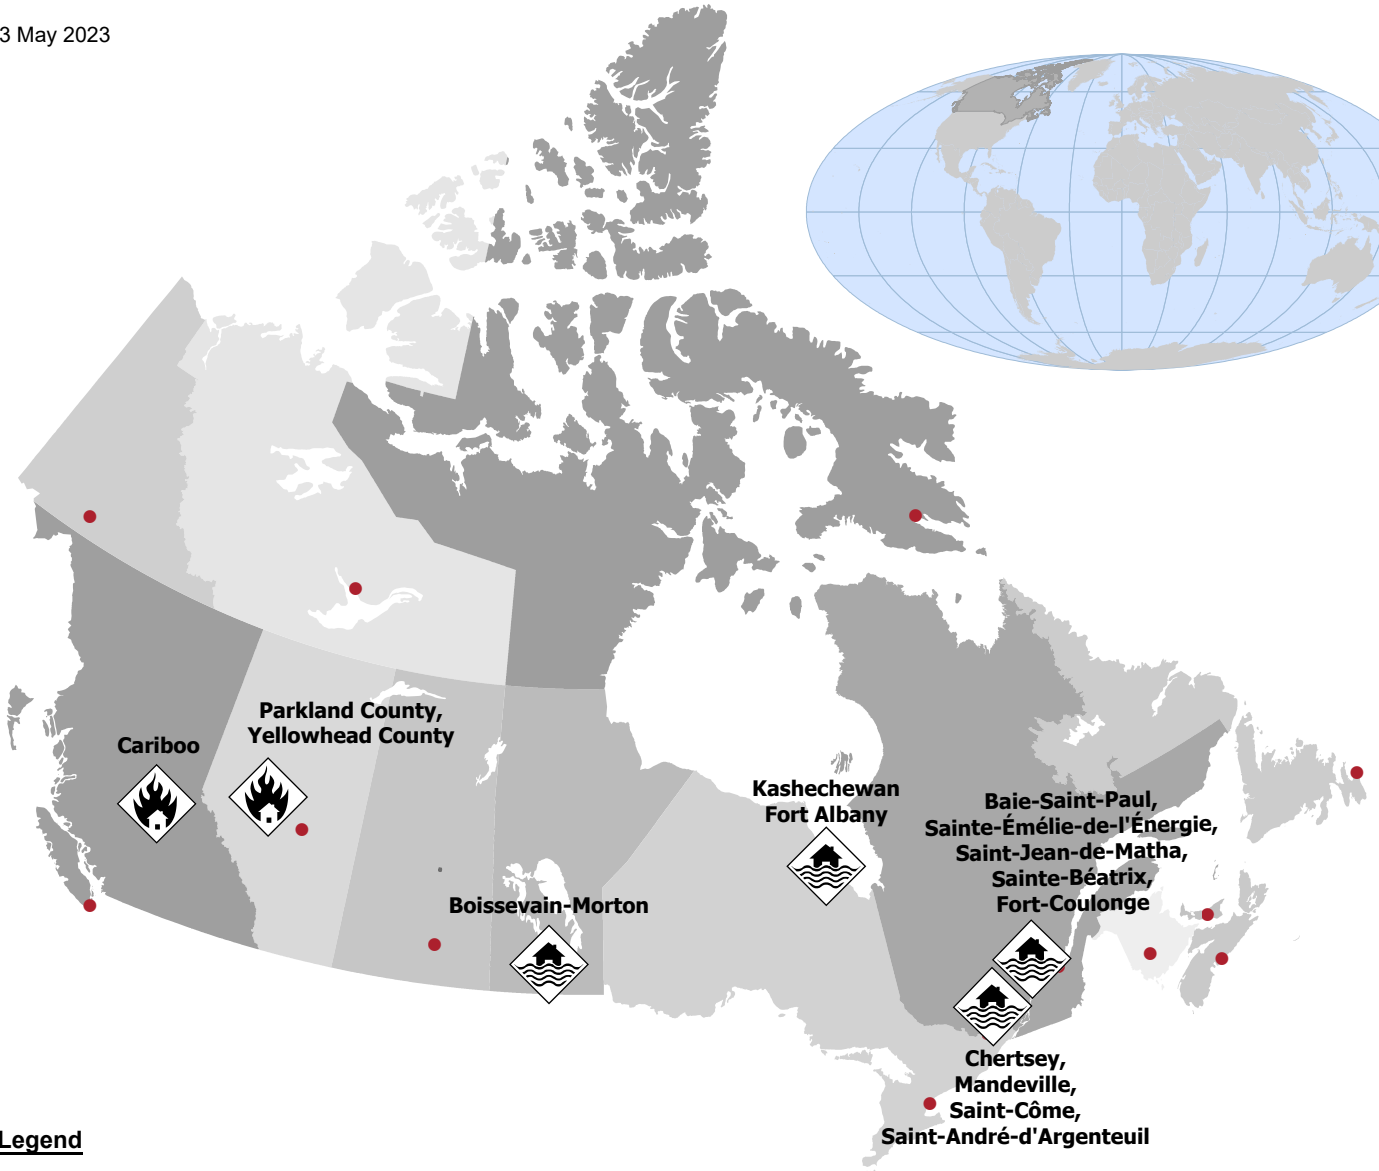 3 May 2023
Parkland County,
Yellowhead County
Cariboo
Kashechewan
Fort Albany
Baie-Saint-Paul,
Sainte-Émélie-de-l'Énergie,
Saint-Jean-de-Matha,
Sainte-Béatrix,
Fort-Coulonge
Boissevain-Morton
Chertsey,
Mandeville,
Saint-Côme,
Saint-André-d'Argenteuil
Legend